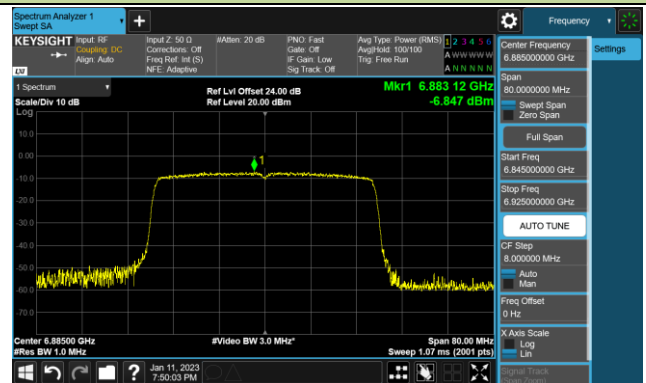 Spectrum Analyzer 1
Swept SA
Frequency
KEYSIGHT
Input: RF
Coupling: DC
Align: Auto
Input Z: 50 Ω
Corrections: Off
Freq Ref: Int (S)
NFE: Adaptive
#Atten: 20 dB
PNO: Fast
Gate: Off
IF Gain: Low
Sig Track: Off
Avg Type: Power (RMS)
Avg|Hold: 100/100
Trig: Free Run
1 2 3 4 5 6
A W W W W W
A N N N N N
LXI
1 Spectrum
Scale/Div 10 dB
Log
Ref Lvl Offset 24.00 dB
Ref Level 20.00 dBm
Mkr1 6.883 12 GHz
-6.847 dBm
10.0
0.00
-10.0
-20.0
-30.0
-40.0
-50.0
-60.0
-70.0
1
Center 6.88500 GHz
#Res BW 1.0 MHz
#Video BW 3.0 MHz*
Span 80.00 MHz
Sweep 1.07 ms (2001 pts)
Center Frequency
6.885000000 GHz
Settings
Span
80.0000000 MHz
Swept Span
Zero Span
Full Span
Start Freq
6.845000000 GHz
Stop Freq
6.925000000 GHz
AUTO TUNE
CF Step
8.000000 MHz
Auto
Man
Freq Offset
0 Hz
X Axis Scale
Log
Lin
Signal Track
(Span Zoom)
?
Jan 11, 2023
7:50:03 PM